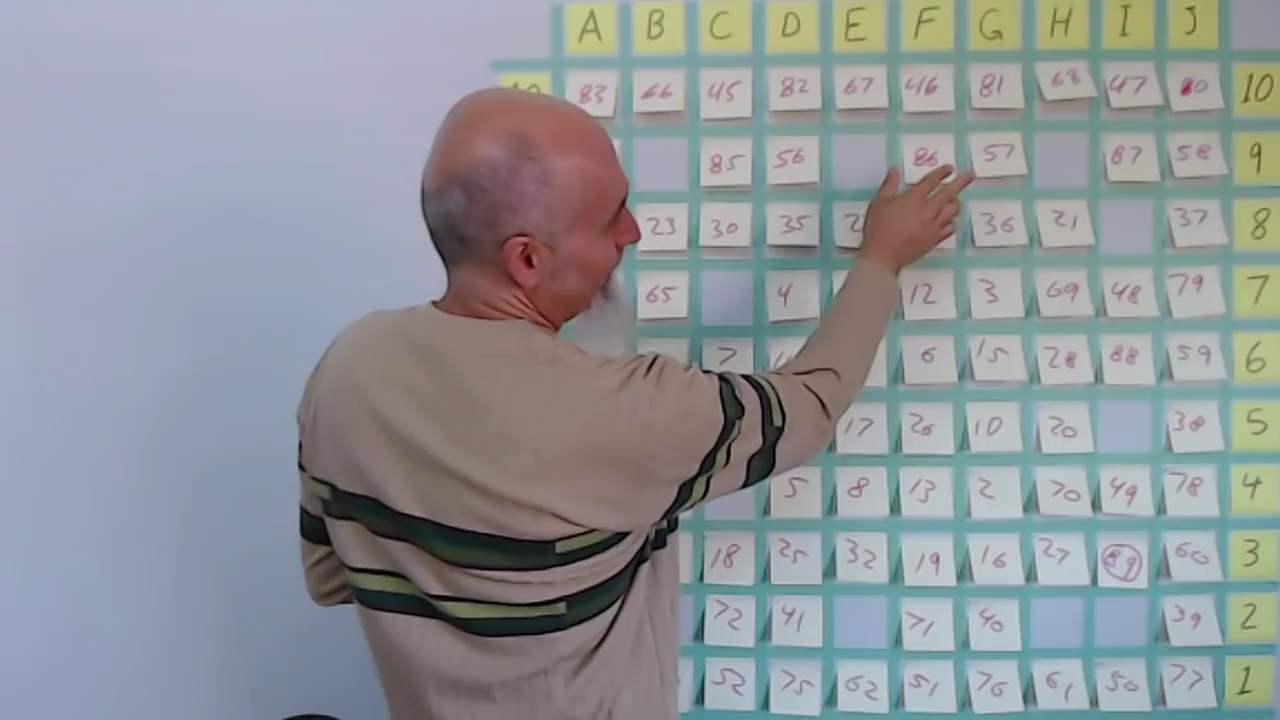 A B C D E F G H I J
83 66 45 82 67 46 81 68 47 80 10
85 56 86 57 87 58 9
23 30 35 36 21 37 8
65 4 12 3 69 48 79 7
7 6 15 28 88 59 6
17 26 10 20 38 5
5 8 13 2 70 49 78 4
18 25 32 19 16 27 89 60 3
72 41 71 40 39 2
52 75 62 51 76 61 50 77 1